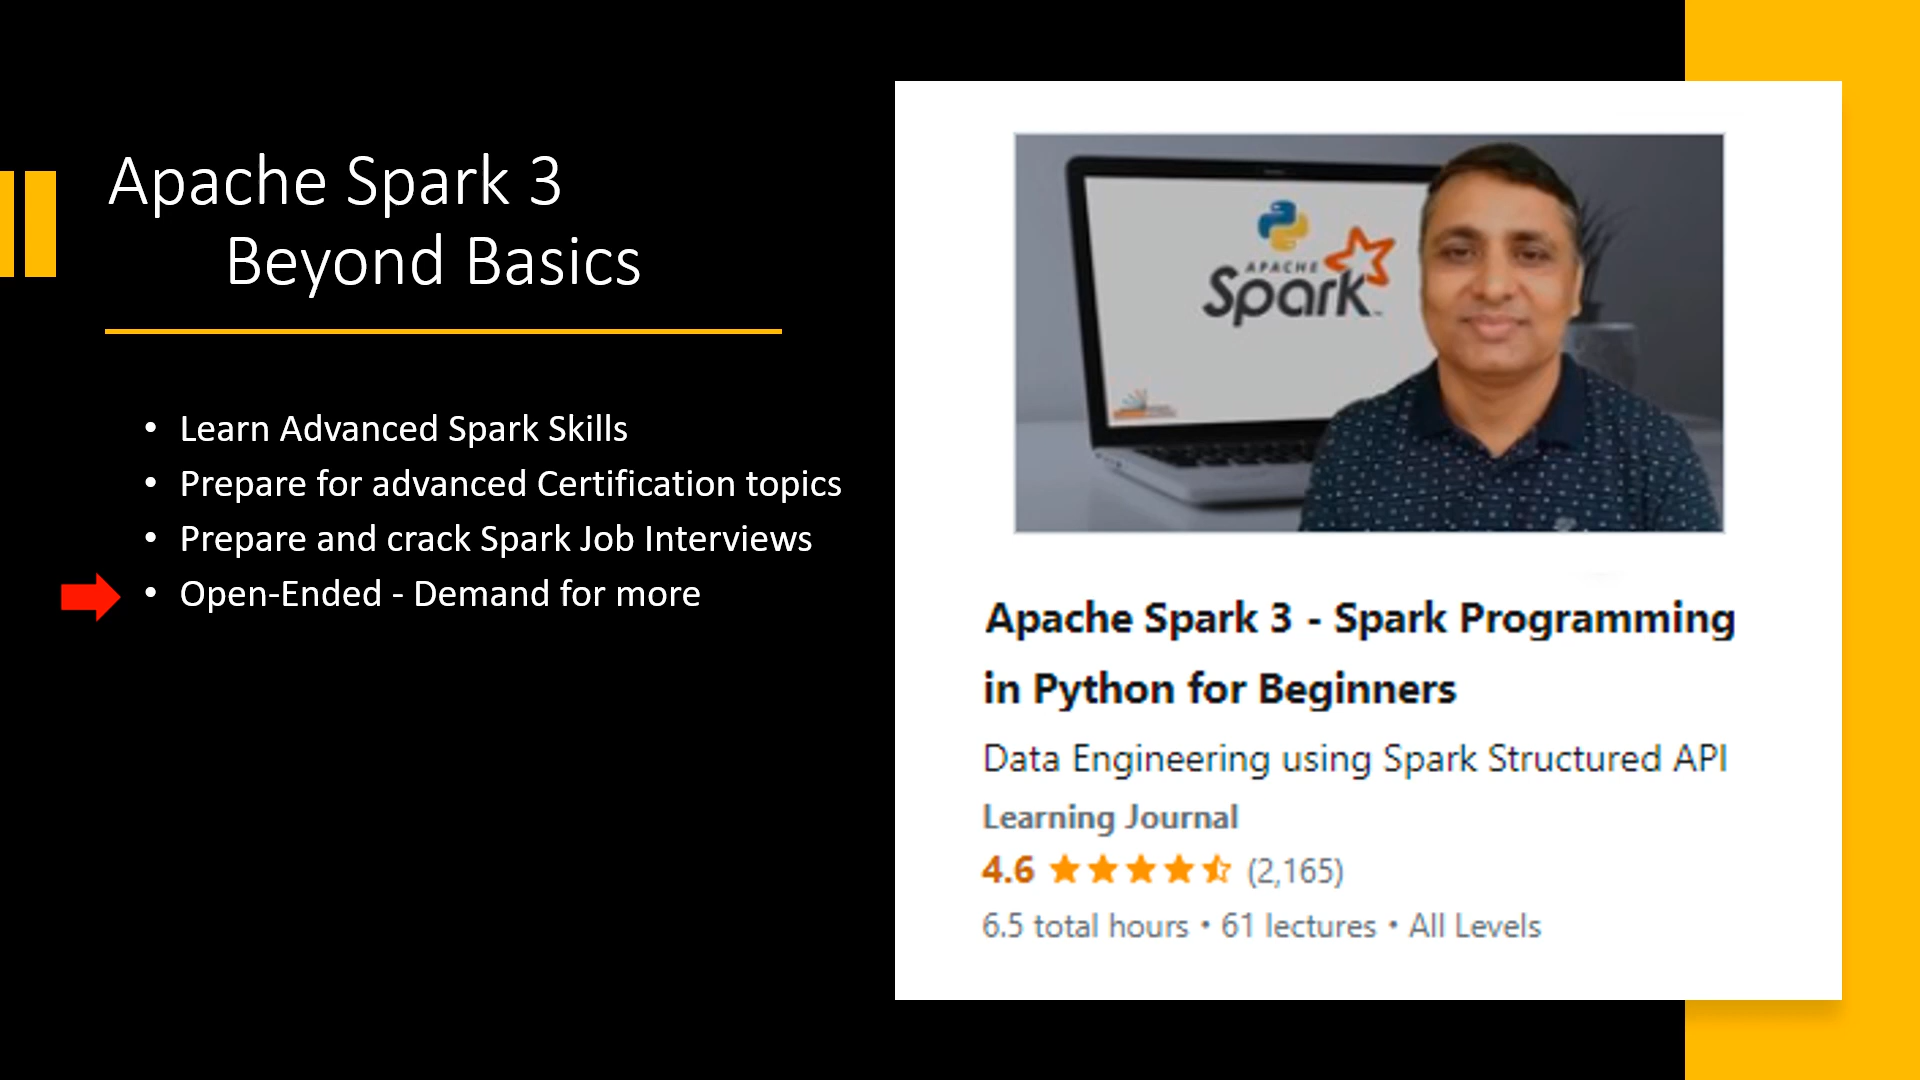 Apache Spark 3
Beyond Basics
• Learn Advanced Spark Skills
• Prepare for advanced Certification topics
• Prepare and crack Spark Job Interviews
• Open-Ended - Demand for more
APACHE
Spark™
Apache Spark 3 - Spark Programming
in Python for Beginners
Data Engineering using Spark Structured API
Learning Journal
4.6 (2,165)
6.5 total hours • 61 lectures • All Levels